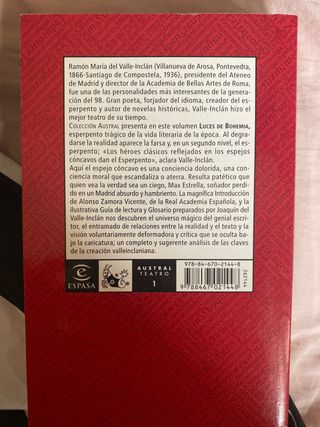 Ramón María del Valle-Inclán (Villanueva de Arosa, Pontevedra,
1866-Santiago de Compostela, 1936), presidente del Ateneo
de Madrid y director de la Academia de Bellas Artes de Roma,
fue una de las personalidades más interesantes de la generación
del 98. Gran poeta, forjador del idioma, creador del es-
perpento y autor de novelas históricas, Valle-Inclán hizo el
mejor teatro de su tiempo.
COLECCIÓN AUSTRAL presenta en este volumen LUCES DE BOHEMIA,
esperpento trágico de la vida literaria de la época. Al degra-
darse la realidad aparece la farsa y, en un segundo nivel, el es-
perpento; «Los héroes clásicos reflejados en los espejos
cóncavos dan el Esperpento», aclara Valle-Inclán.
Aquí el espejo cóncavo es una conciencia dolorida, una con-
ciencia moral que escandaliza o aterra. Resulta patético que
quien vea la verdad sea un ciego, Max Estrella, soñador perdi-
do en un Madrid absurdo y hambriento. La magnífica Introducción
de Alonso Zamora Vicente, de la Real Academia Española, y la
ilustrativa Guía de lectura y Glosario preparados por Joaquín del
Valle-Inclán nos descubren el universo mágico del genial escri-
tor, el entramado de relaciones entre la realidad y el texto y la
visión voluntariamente deformadora y crítica que se oculta ba-
jo la caricatura; un completo y sugerente análisis de las claves
de la creación valleinclaniana.
ESPASA
AUSTRAL
TEATRO
1
978-84-670-2144-8
9 788467 021448
262144